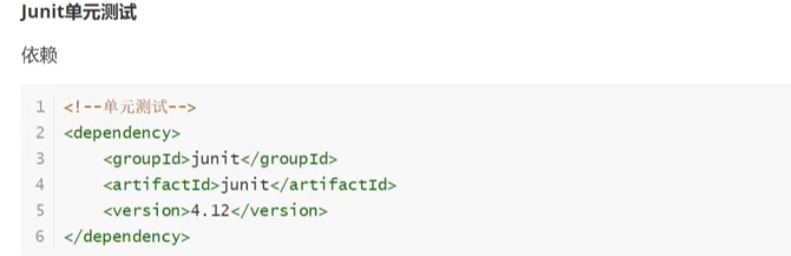 Junit单元测试
依赖
1 <!--单元测试-->
2 <dependency>
3     <groupId>junit</groupId>
4     <artifactId>junit</artifactId>
5     <version>4.12</version>
6 </dependency>